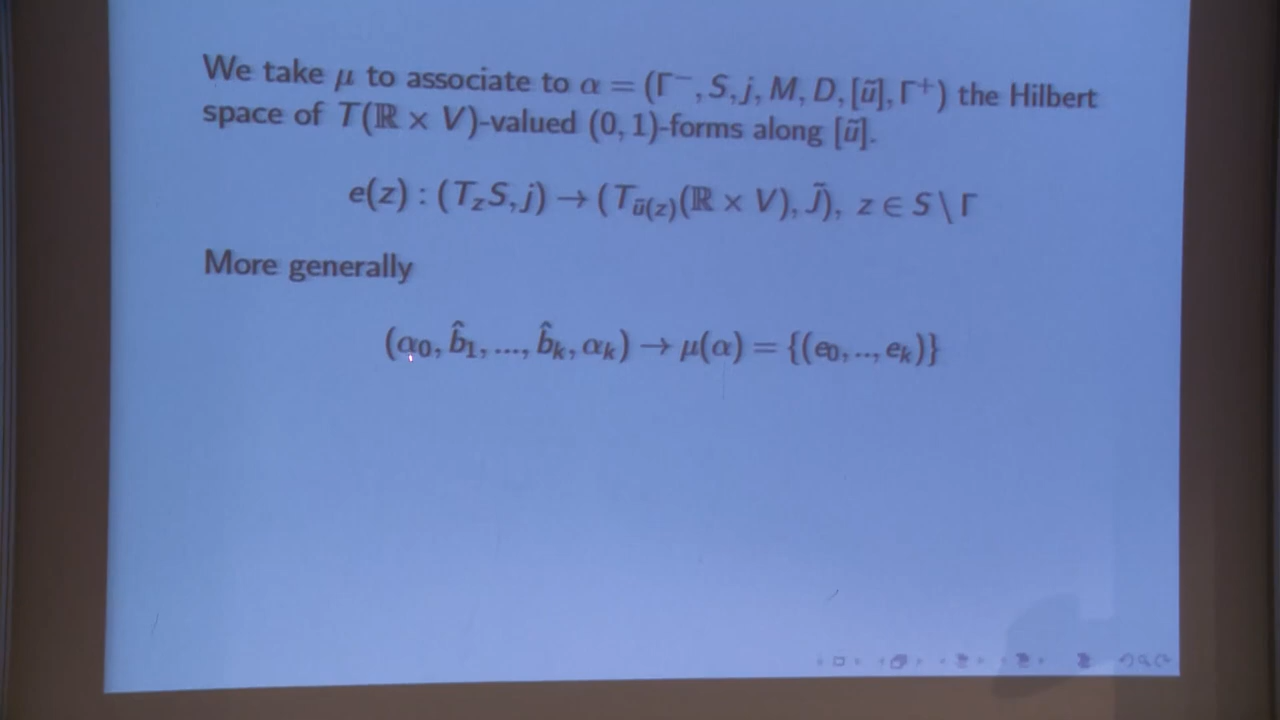 We take μ to associate to α = (Γ⁻, S, j, M, D, [ũ], Γ⁺) the Hilbert
space of T(ℝ × V)-valued (0, 1)-forms along [ũ].
e(z) : (T_zS, j) → (T_{ũ(z)}(ℝ × V), J̃), z ∈ S \ Γ
More generally
(α₀, b̂₁, ..., b̂ₖ, αₖ) → μ(α) = {(e₀, .., eₖ)}